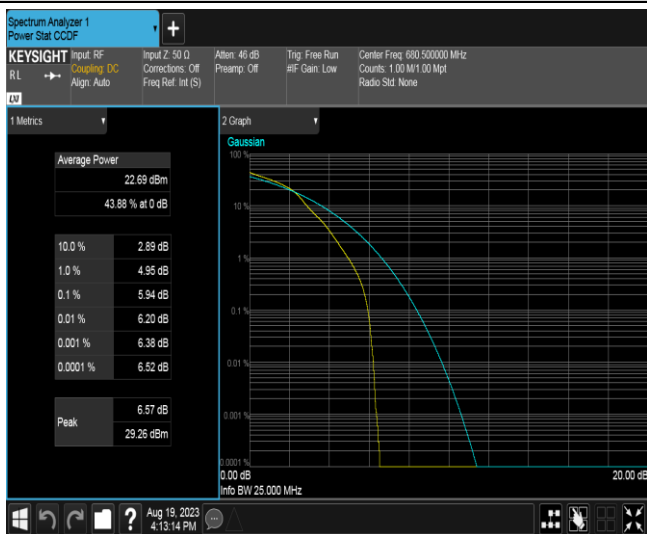 Spectrum Analyzer 1
Power Stat CCDF
+
KEYSIGHT
RL
LXI
Input: RF
Coupling: DC
Align: Auto
Input Z: 50 Ω
Corrections: Off
Freq Ref: Int (S)
Atten: 46 dB
Preamp: Off
Trig: Free Run
#IF Gain: Low
Center Freq: 680.500000 MHz
Counts: 1.00 M/1.00 Mpt
Radio Std: None
1 Metrics
Average Power
22.69 dBm
43.88 % at 0 dB
10.0 % 2.89 dB
1.0 % 4.95 dB
0.1 % 5.94 dB
0.01 % 6.20 dB
0.001 % 6.38 dB
0.0001 % 6.52 dB
Peak
6.57 dB
29.26 dBm
2 Graph
Gaussian
100 %
10 %
1 %
0.1 %
0.01 %
0.001 %
0.0001 %
0.00 dB
20.00 dB
Info BW 25.000 MHz
?
Aug 19, 2023
4:13:14 PM